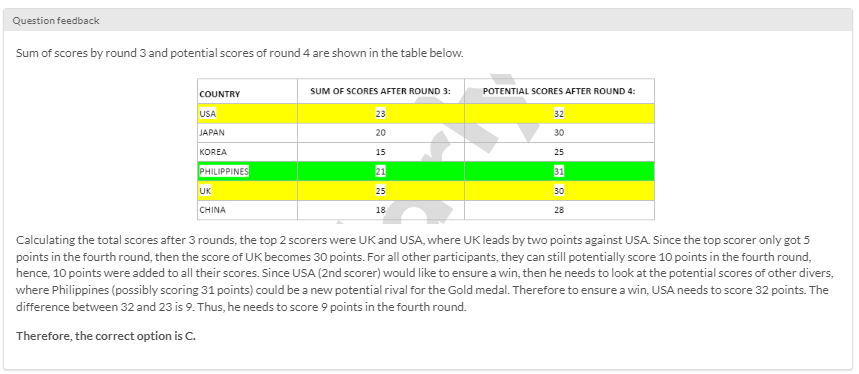 Question feedback
Sum of scores by round 3 and potential scores of round 4 are shown in the table below.
COUNTRY SUM OF SCORES AFTER ROUND 3: POTENTIAL SCORES AFTER ROUND 4:
USA 23 32
JAPAN 20 30
KOREA 15 25
PHILIPPINES 21 31
UK 25 30
CHINA 18 28
Calculating the total scores after 3 rounds, the top 2 scorers were UK and USA, where UK leads by two points against USA. Since the top scorer only got 5
points in the fourth round, then the score of UK becomes 30 points. For all other participants, they can still potentially score 10 points in the fourth round,
hence, 10 points were added to all their scores. Since USA (2nd scorer) would like to ensure a win, then he needs to look at the potential scores of other divers,
where Philippines (possibly scoring 31 points) could be a new potential rival for the Gold medal. Therefore to ensure a win, USA needs to score 32 points. The
difference between 32 and 23 is 9. Thus, he needs to score 9 points in the fourth round.
Therefore, the correct option is C.